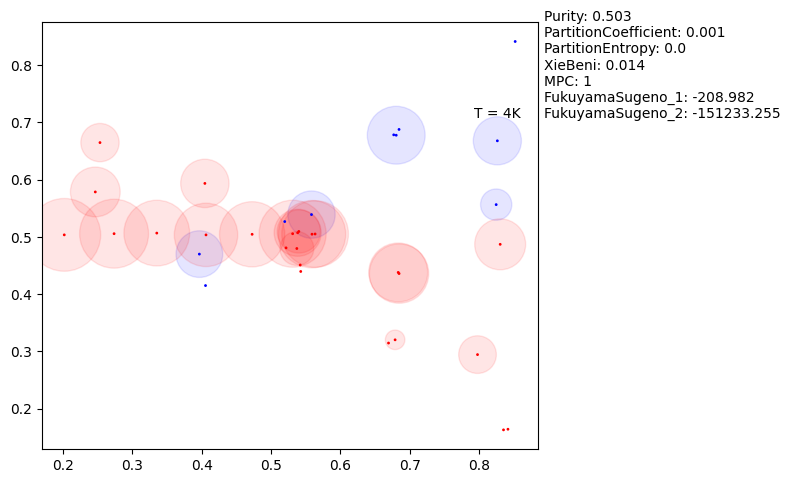 Purity: 0.503
PartitionCoefficient: 0.001
PartitionEntropy: 0.0
XieBeni: 0.014
MPC: 1
FukuyamaSugeno_1: -208.982
FukuyamaSugeno_2: -151233.255
T = 4K
0.8
0.7
0.6
0.5
0.4
0.3
0.2
0.2 0.3 0.4 0.5 0.6 0.7 0.8